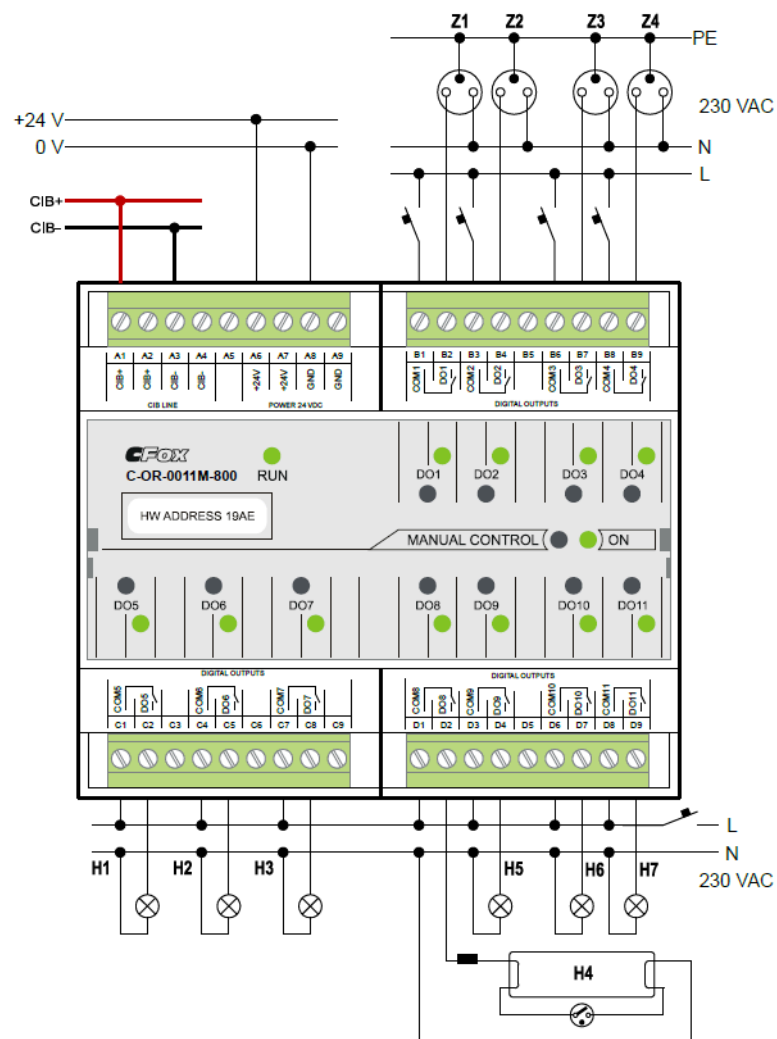 Z1 Z2 Z3 Z4
PE
230 VAC
+24 V
0 V
N
L
CIB+
CIB–
A1 A2 A3 A4 A5 A6 A7 A8 A9
CIB+ CIB+ CIB- CIB- +24V +24V GND GND
CIB LINE POWER 24 VDC
B1 B2 B3 B4 B5 B6 B7 B8 B9
COM1 DO1 COM2 DO2 COM3 DO3 COM4 DO4
DIGITAL OUTPUTS
CFOX
C-OR-0011M-800 RUN
HW ADDRESS 19AE
DO1 DO2 DO3 DO4
MANUAL CONTROL ON
DO5 DO6 DO7 DO8 DO9 DO10 DO11
DIGITAL OUTPUTS
COM5 DO5 COM6 DO6 COM7 DO7
C1 C2 C3 C4 C5 C6 C7 C8 C9
DIGITAL OUTPUTS
COM8 DO8 COM9 DO9 COM10 DO10 COM11 DO11
D1 D2 D3 D4 D5 D6 D7 D8 D9
L
N
H1 H2 H3 H5 H6 H7
230 VAC
H4